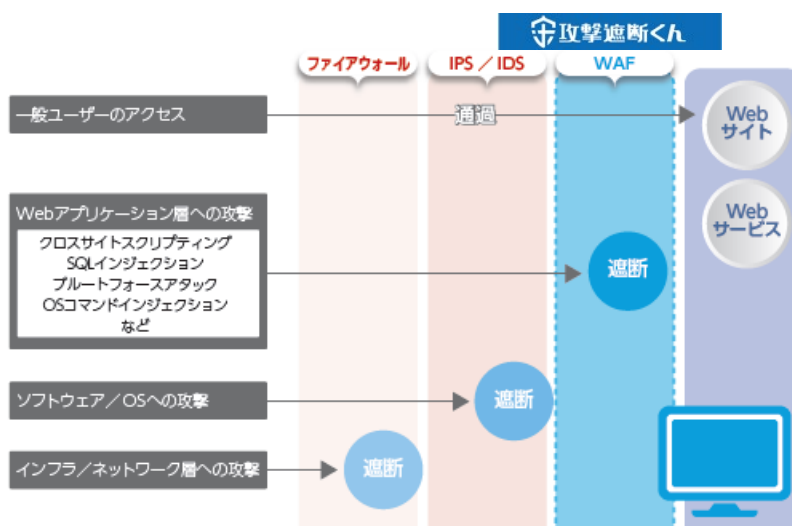 攻撃遮断くん
ファイアウォール
IPS／IDS
WAF
一般ユーザーのアクセス
通過
Web
サイト
Webアプリケーション層への攻撃
クロスサイトスクリプティング
SQLインジェクション
ブルートフォースアタック
OSコマンドインジェクション
など
遮断
Web
サービス
ソフトウェア／OSへの攻撃
遮断
インフラ／ネットワーク層への攻撃
遮断